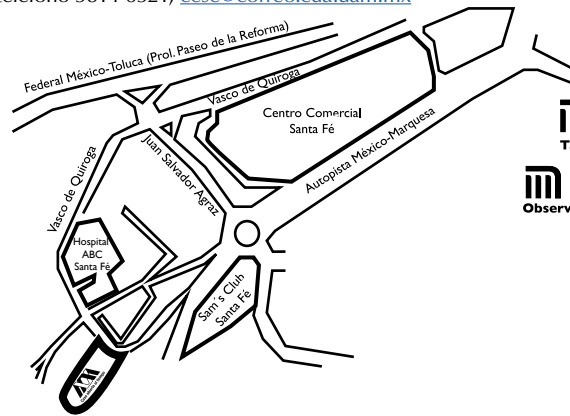 Federal México-Toluca (Prol. Paseo de la Reforma)
Vasco de Quiroga
Centro Comercial
Santa Fé
Juan Salvador Agraz
Autopista México-Marquesa
Vasco de Quiroga
Hospital
ABC
Santa Fé
Sam´s Club
Santa Fé
Observ